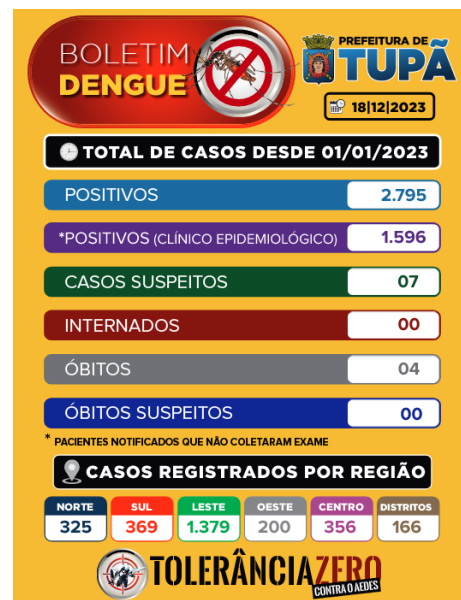 BOLETIM
DENGUE
PREFEITURA DE
TUPÃ
18|12|2023
TOTAL DE CASOS DESDE 01/01/2023
POSITIVOS 2.795
*POSITIVOS (CLÍNICO EPIDEMIOLÓGICO) 1.596
CASOS SUSPEITOS 07
INTERNADOS 00
ÓBITOS 04
ÓBITOS SUSPEITOS 00
* PACIENTES NOTIFICADOS QUE NÃO COLETARAM EXAME
CASOS REGISTRADOS POR REGIÃO
NORTE SUL LESTE OESTE CENTRO DISTRITOS
325 369 1.379 200 356 166
TOLERÂNCIAZERO
CONTRA O AEDES